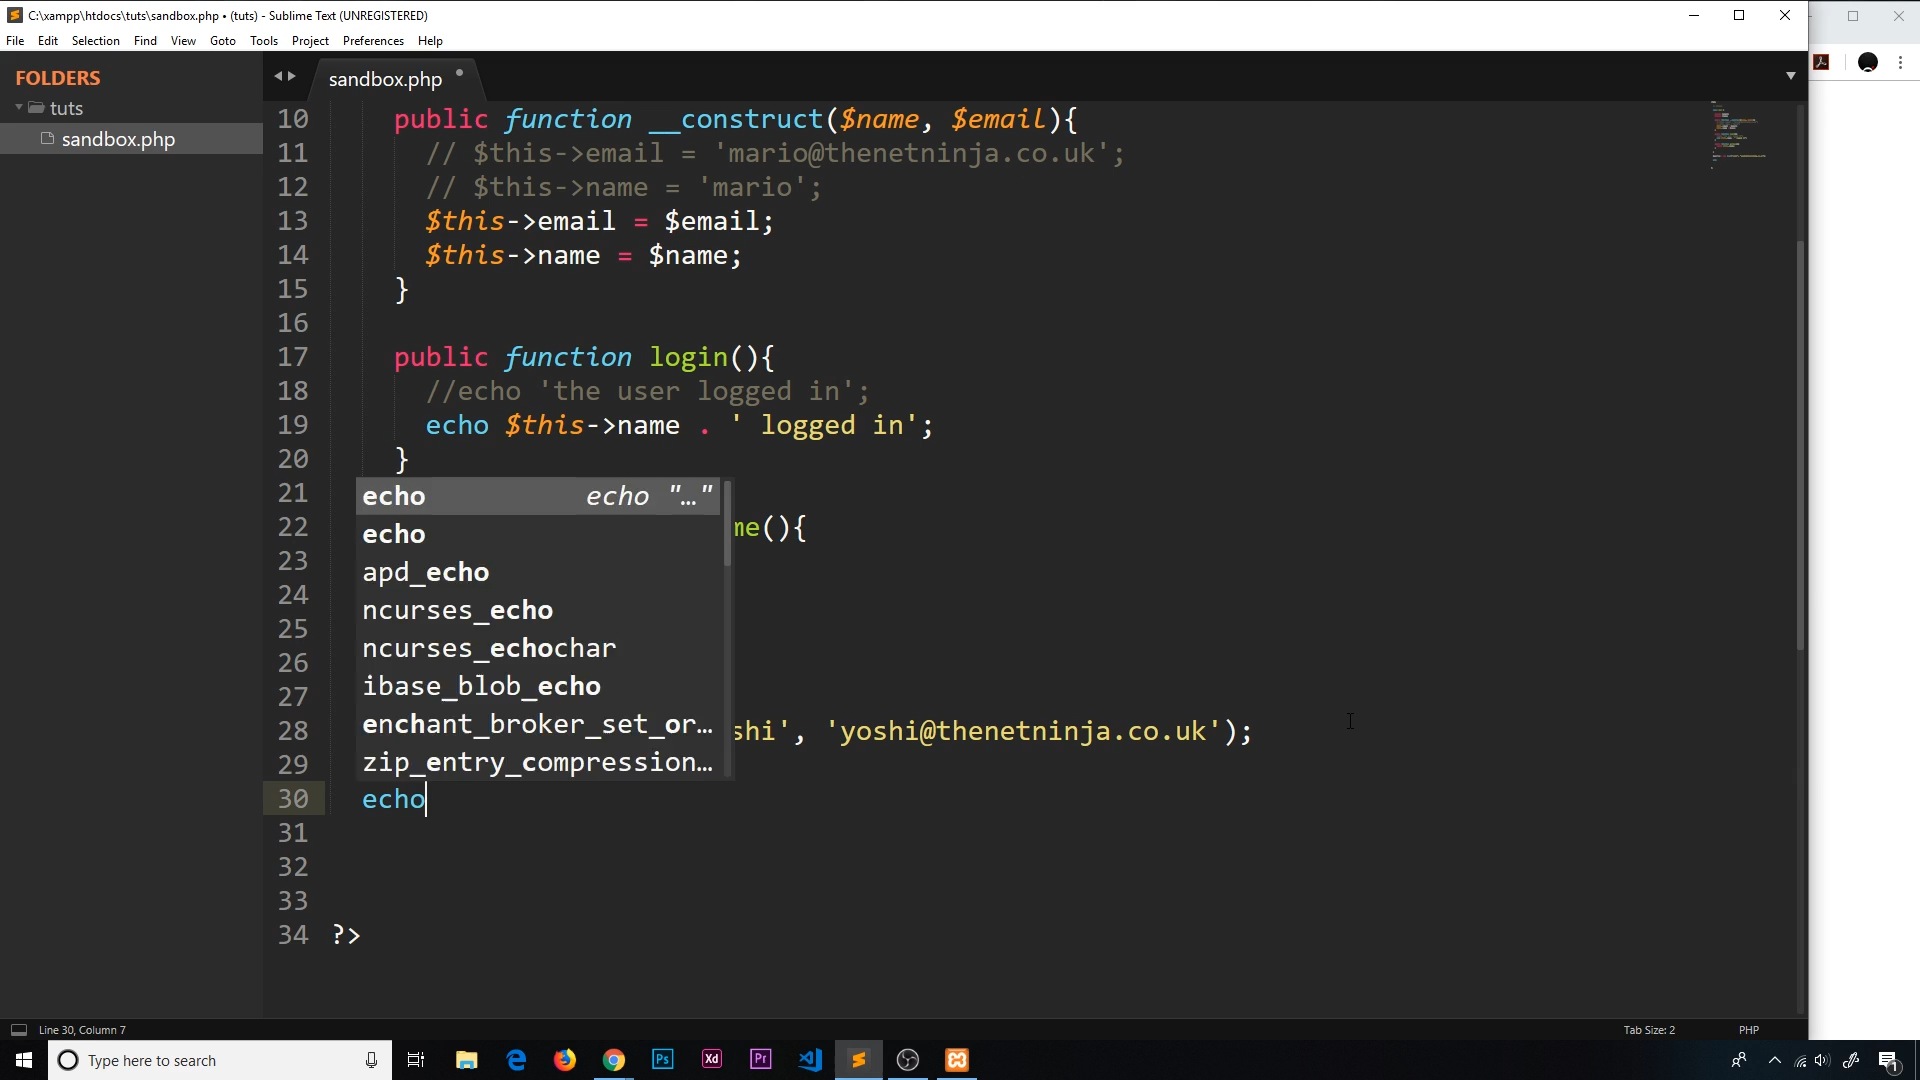 C:\xampp\htdocs\tuts\sandbox.php • (tuts) - Sublime Text (UNREGISTERED)
File Edit Selection Find View Goto Tools Project Preferences Help
FOLDERS
tuts
sandbox.php
sandbox.php
10 public function __construct($name, $email){
11 // $this->email = 'mario@thenetninja.co.uk';
12 // $this->name = 'mario';
13 $this->email = $email;
14 $this->name = $name;
15 }
16
17 public function login(){
18 //echo 'the user logged in';
19 echo $this->name . ' logged in';
20 }
21
22 me(){
23
24
25
26
27
28 shi', 'yoshi@thenetninja.co.uk');
29
30 echo
31
32
33
34 ?>
echo echo "…"
echo
apd_echo
ncurses_echo
ncurses_echochar
ibase_blob_echo
enchant_broker_set_or…
zip_entry_compression…
Line 30, Column 7
Tab Size: 2
PHP
Type here to search
Ps
Xd
Pr
1